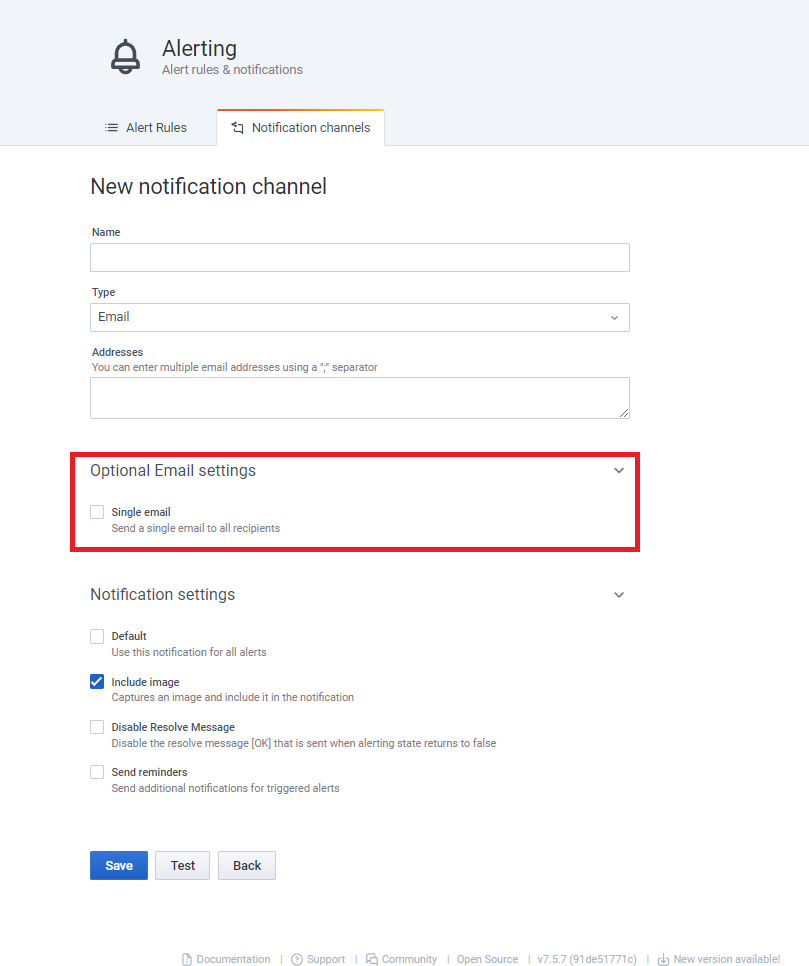 Alerting
Alert rules & notifications
Alert Rules
Notification channels
New notification channel
Name
Type
Email
Addresses
You can enter multiple email addresses using a ";" separator
Optional Email settings
Single email
Send a single email to all recipients
Notification settings
Default
Use this notification for all alerts
Include image
Captures an image and include it in the notification
Disable Resolve Message
Disable the resolve message [OK] that is sent when alerting state returns to false
Send reminders
Send additional notifications for triggered alerts
Save Test Back
Documentation | Support | Community | Open Source | v7.5.7 (91de51771c) | New version available!